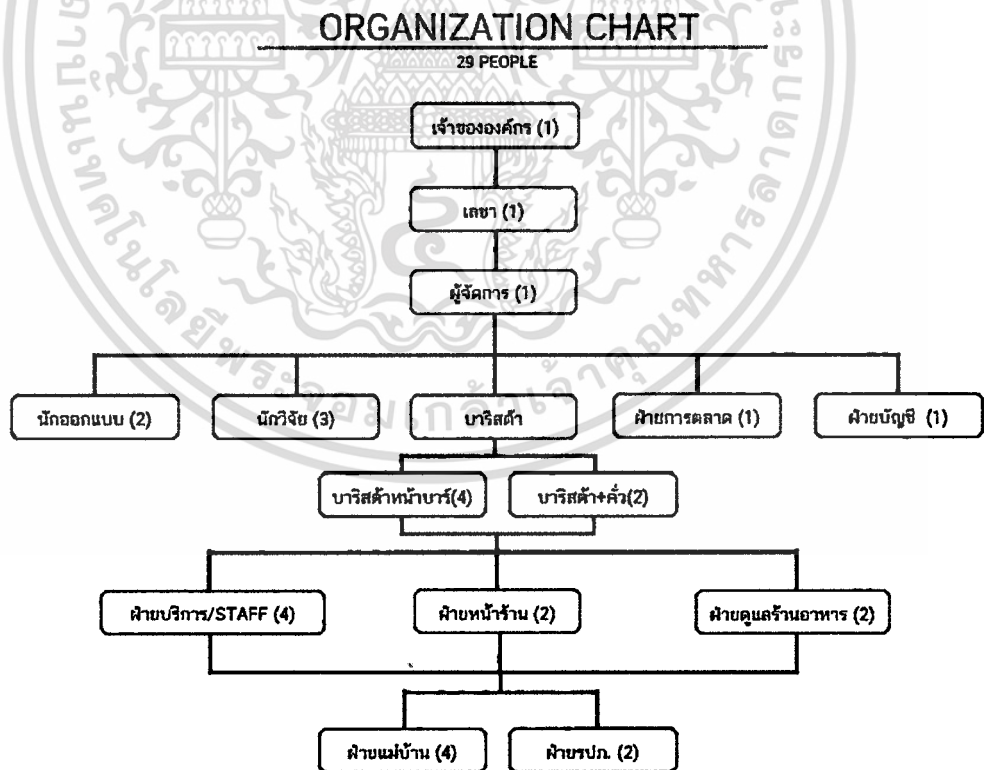 ORGANIZATION CHART
29 PEOPLE
เจ้าขององค์กร (1)
เลขา (1)
ผู้จัดการ (1)
นักออกแบบ (2)
นักวิจัย (3)
บาริสต้า
ฝ่ายการตลาด (1)
ฝ่ายบัญชี (1)
บาริสต้าหน้าบาร์(4)
บาริสต้า+คั่ว(2)
ฝ่ายบริการ/STAFF (4)
ฝ่ายหน้าร้าน (2)
ฝ่ายดูแลร้านอาหาร (2)
ฝ่ายแม่บ้าน (4)
ฝ่ายรปภ. (2)